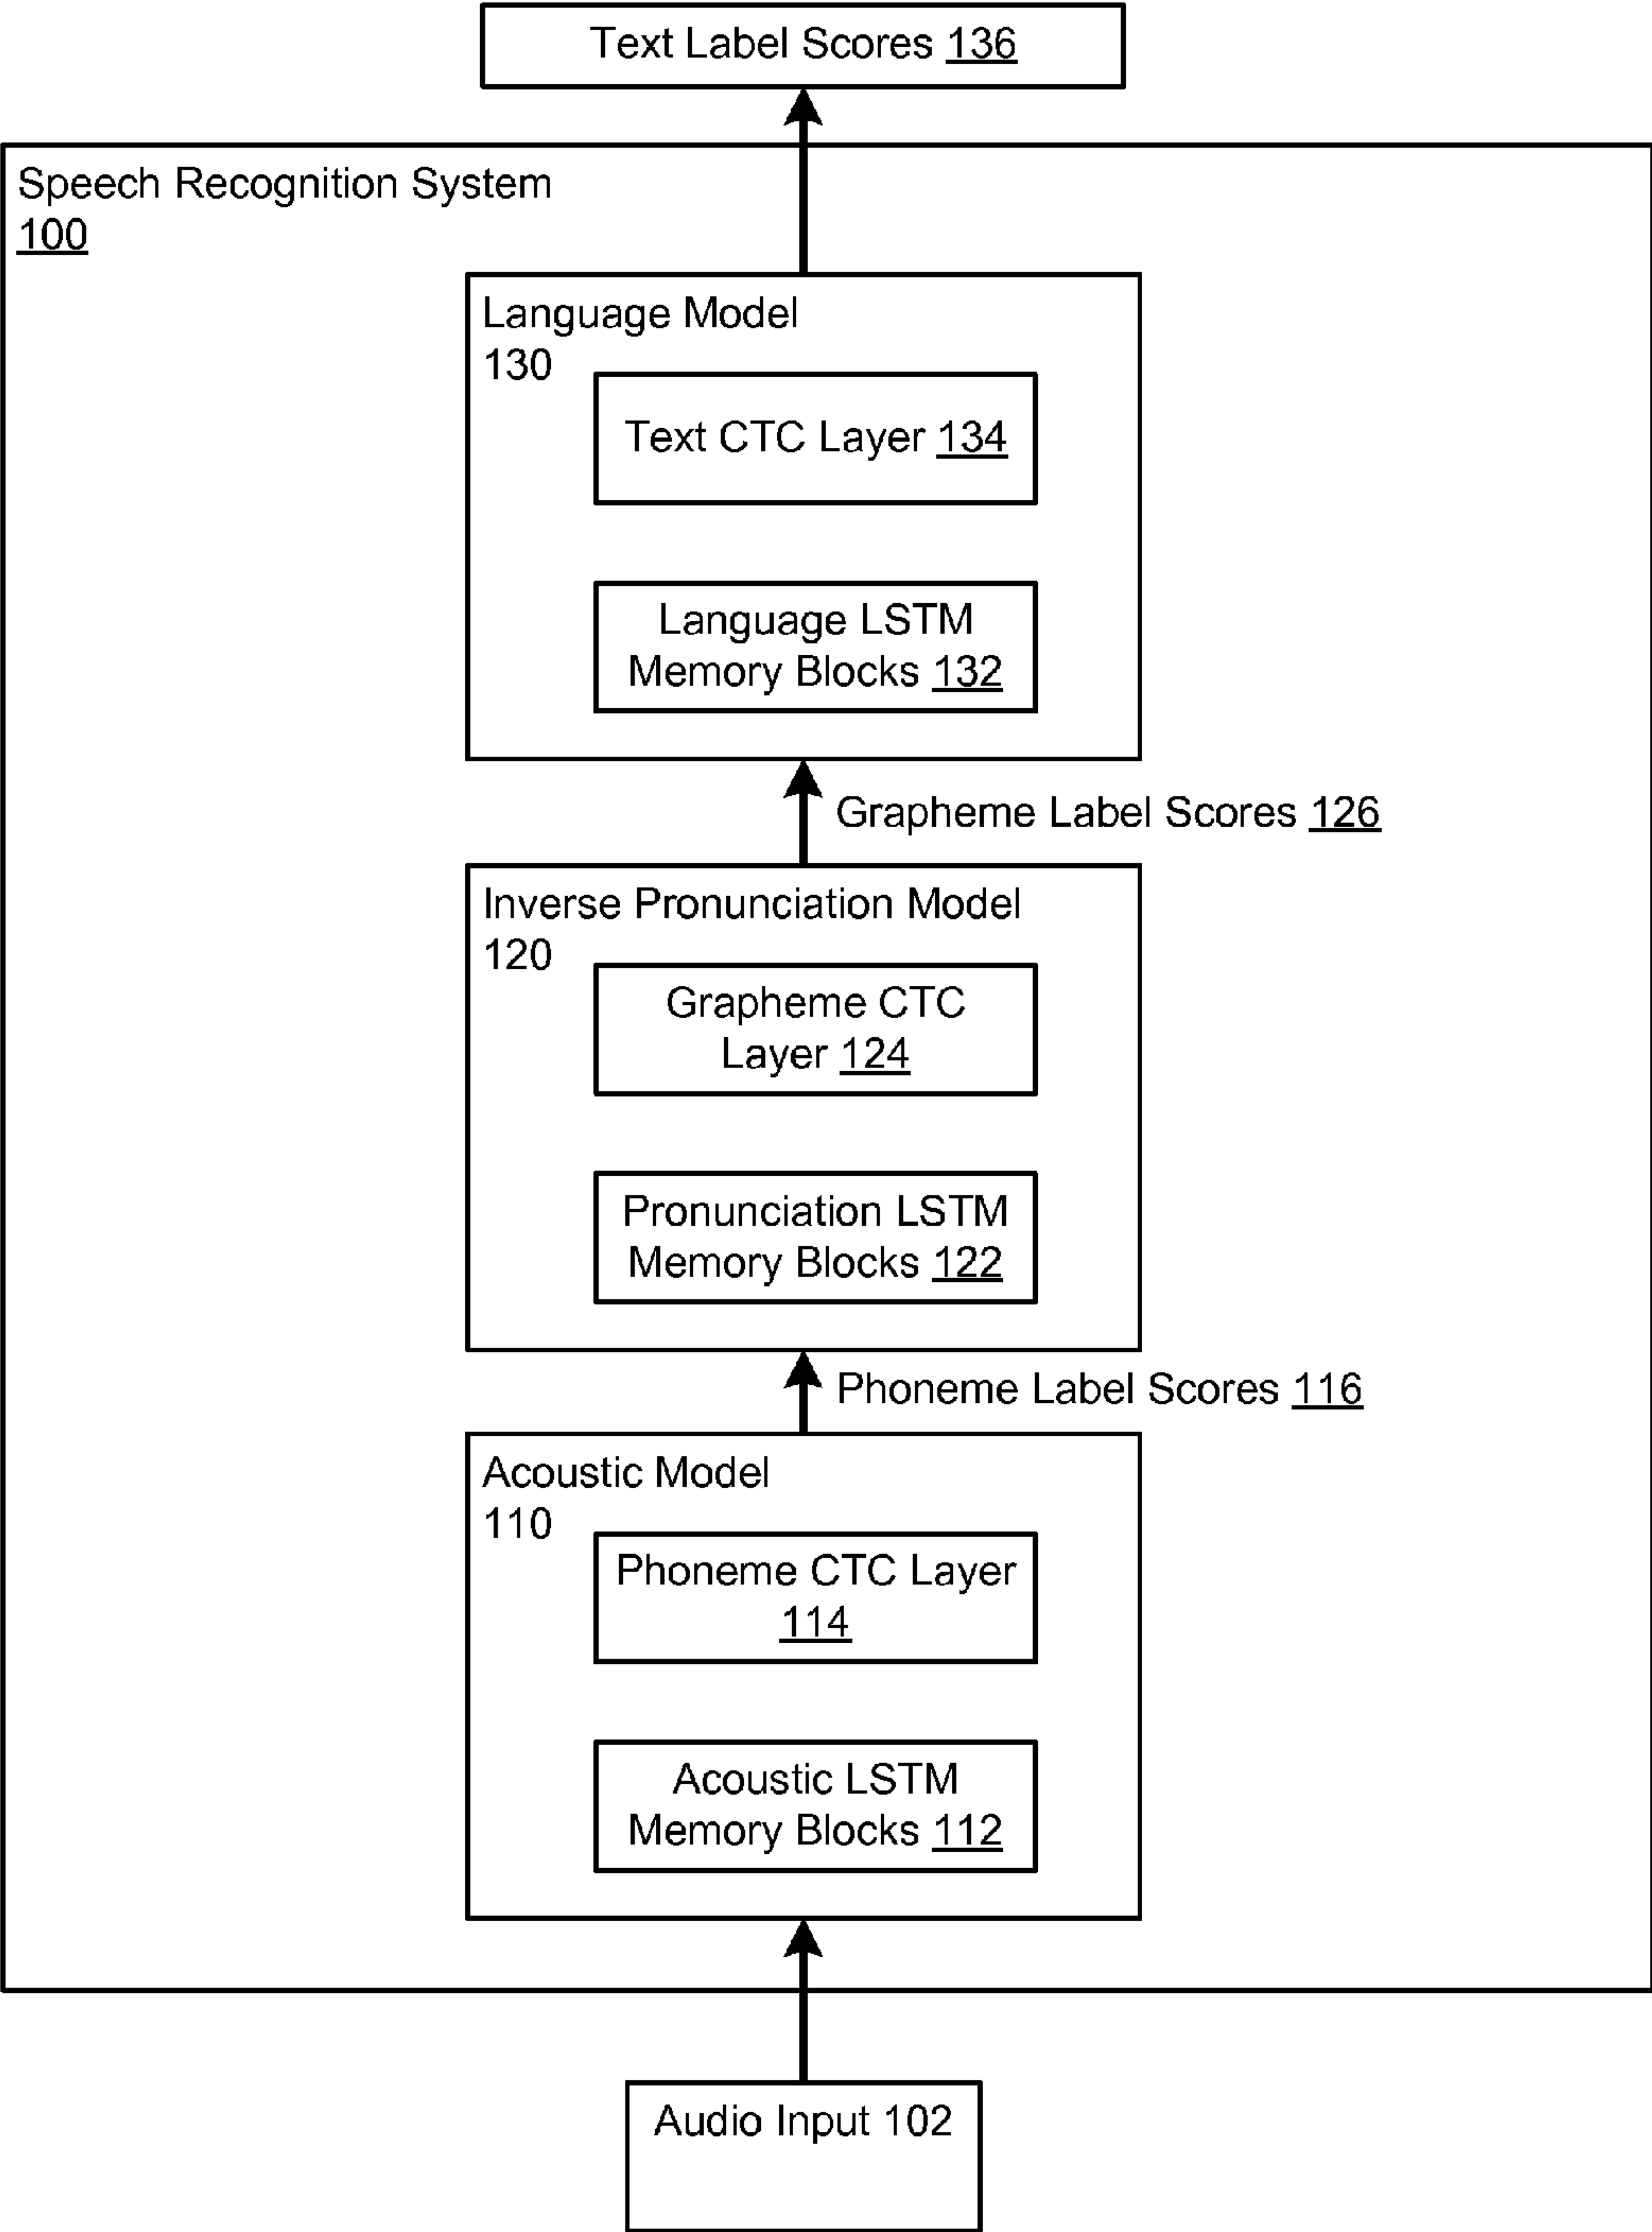 Text Label Scores 136
Speech Recognition System
100
Language Model
130
Text CTC Layer 134
Language LSTM
Memory Blocks 132
Grapheme Label Scores 126
Inverse Pronunciation Model
120
Grapheme CTC
Layer 124
Pronunciation LSTM
Memory Blocks 122
Phoneme Label Scores 116
Acoustic Model
110
Phoneme CTC Layer
114
Acoustic LSTM
Memory Blocks 112
Audio Input 102